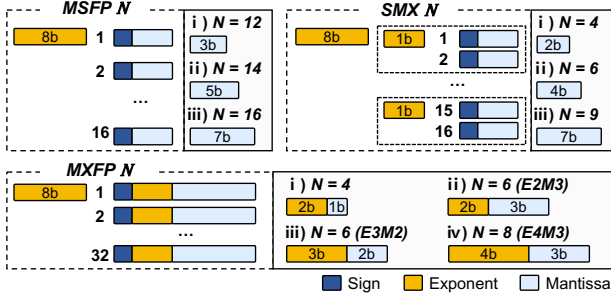 MSFP N
8b
1
2
...
16
i) N = 12
3b
ii) N = 14
5b
iii) N = 16
7b
SMX N
8b
1b
1
2
...
1b
15
16
i) N = 4
2b
ii) N = 6
4b
iii) N = 9
7b
MXFP N
8b
1
2
...
32
i) N = 4
2b 1b
ii) N = 6 (E2M3)
2b 3b
iii) N = 6 (E3M2)
3b 2b
iv) N = 8 (E4M3)
4b 3b
Sign Exponent Mantissa